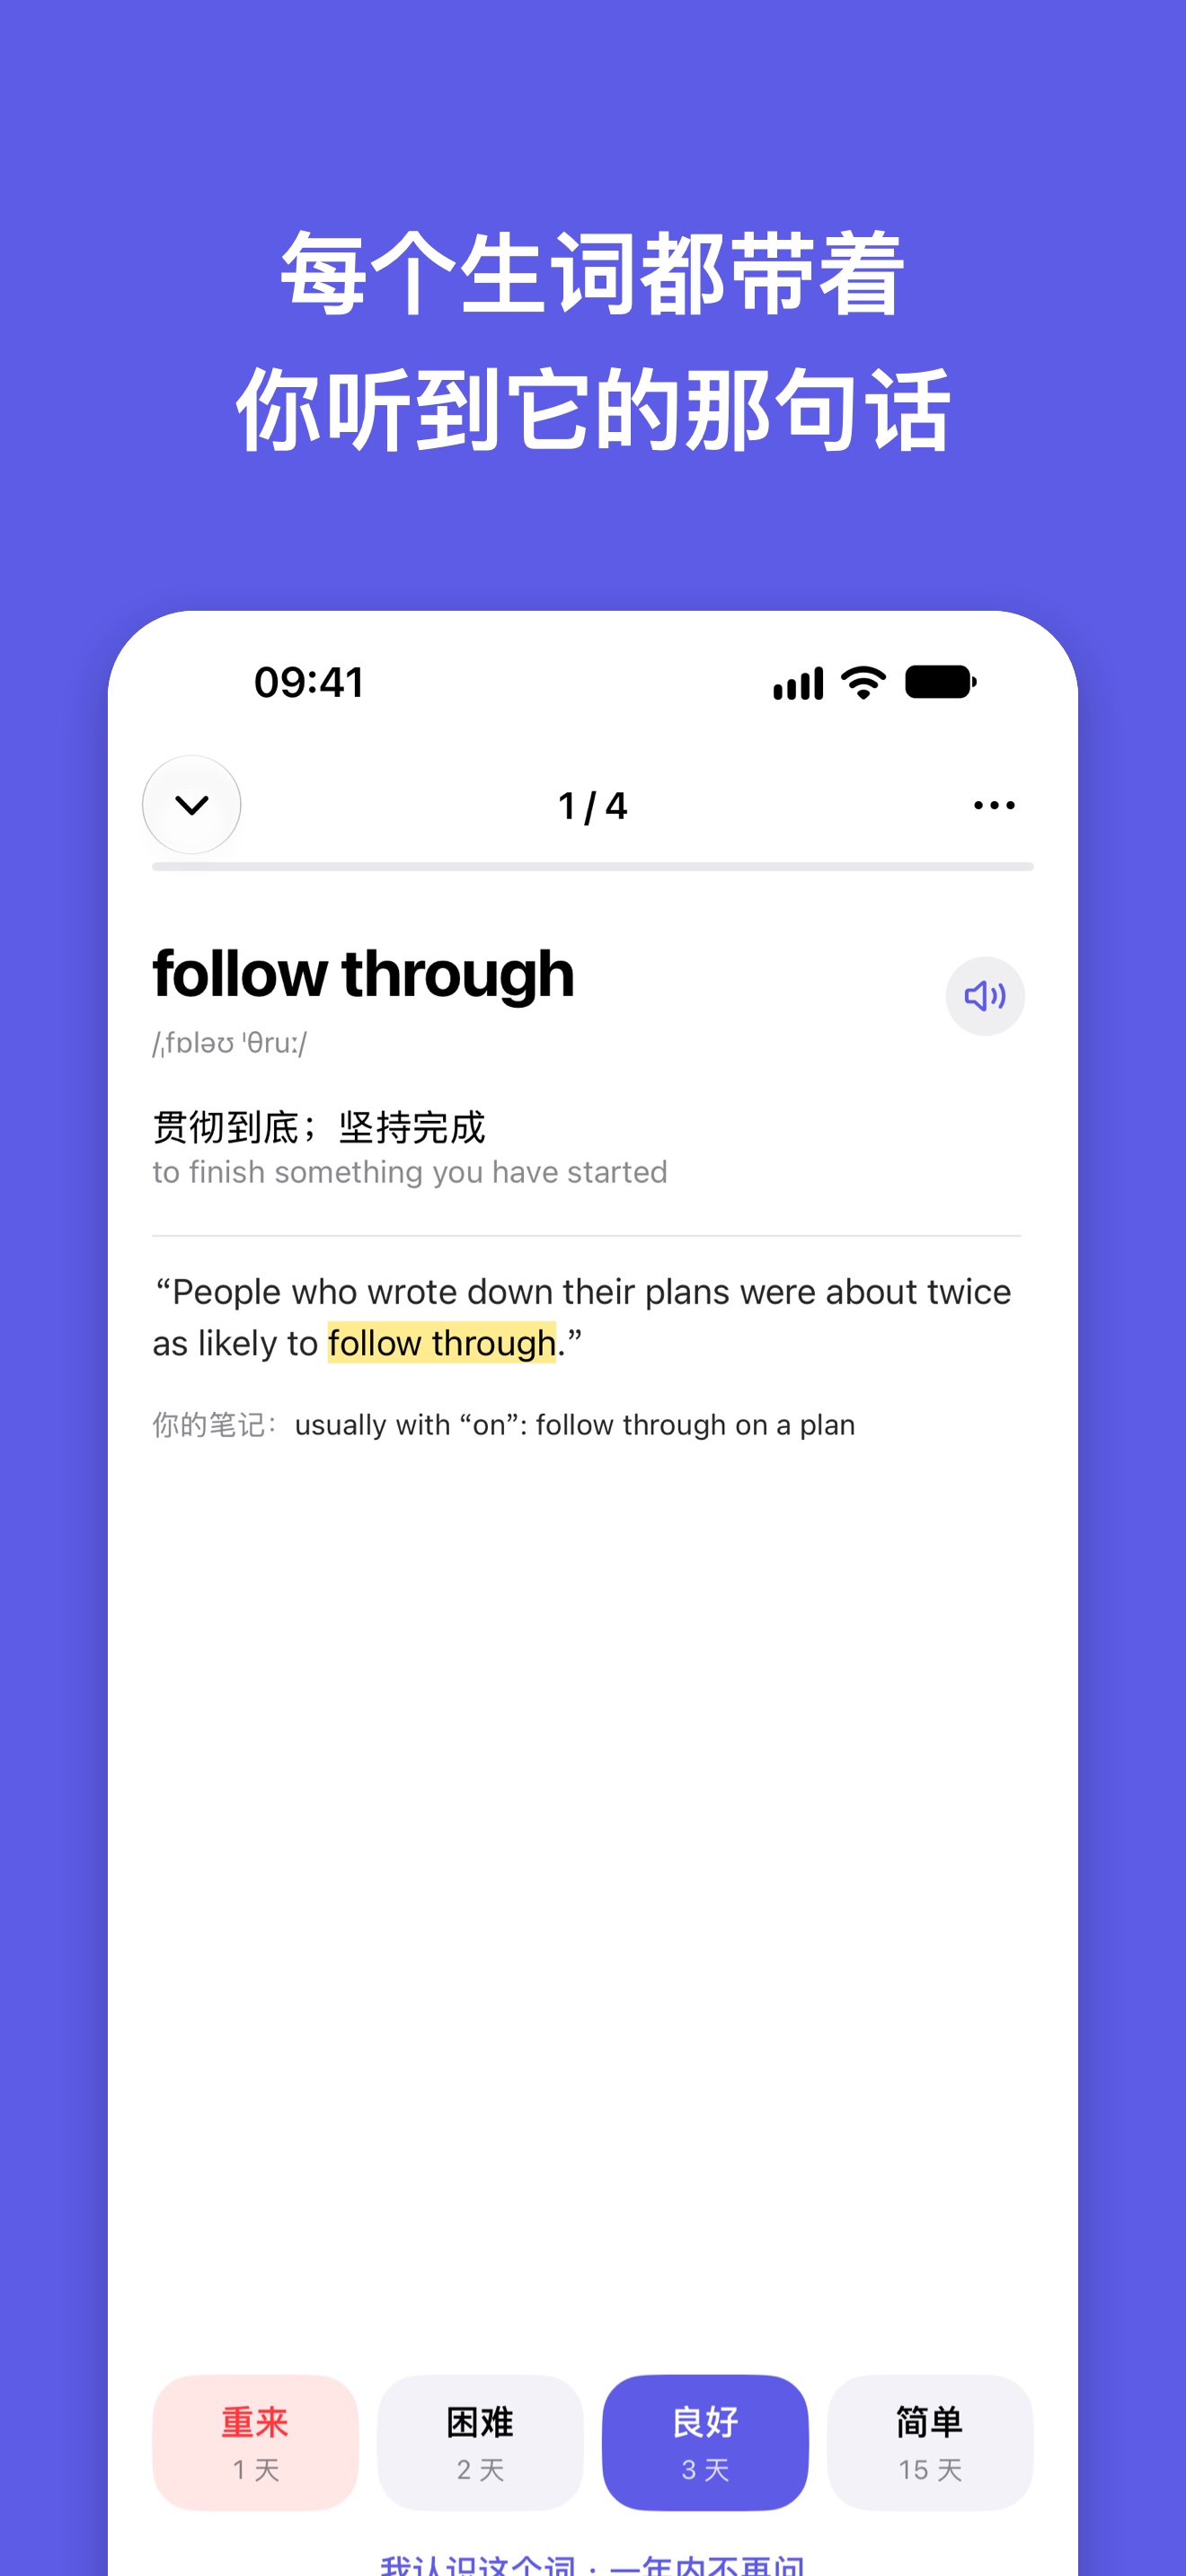 每个生词都带着
你听到它的那句话
09:41
1 / 4
follow through
/ˌfɒləʊ ˈθruː/
贯彻到底；坚持完成
to finish something you have started
“People who wrote down their plans were about twice
as likely to follow through.”
你的笔记： usually with “on”: follow through on a plan
重来 困难 良好 简单
1 天 2 天 3 天 15 天
我认识这个词 · 一年内不再问